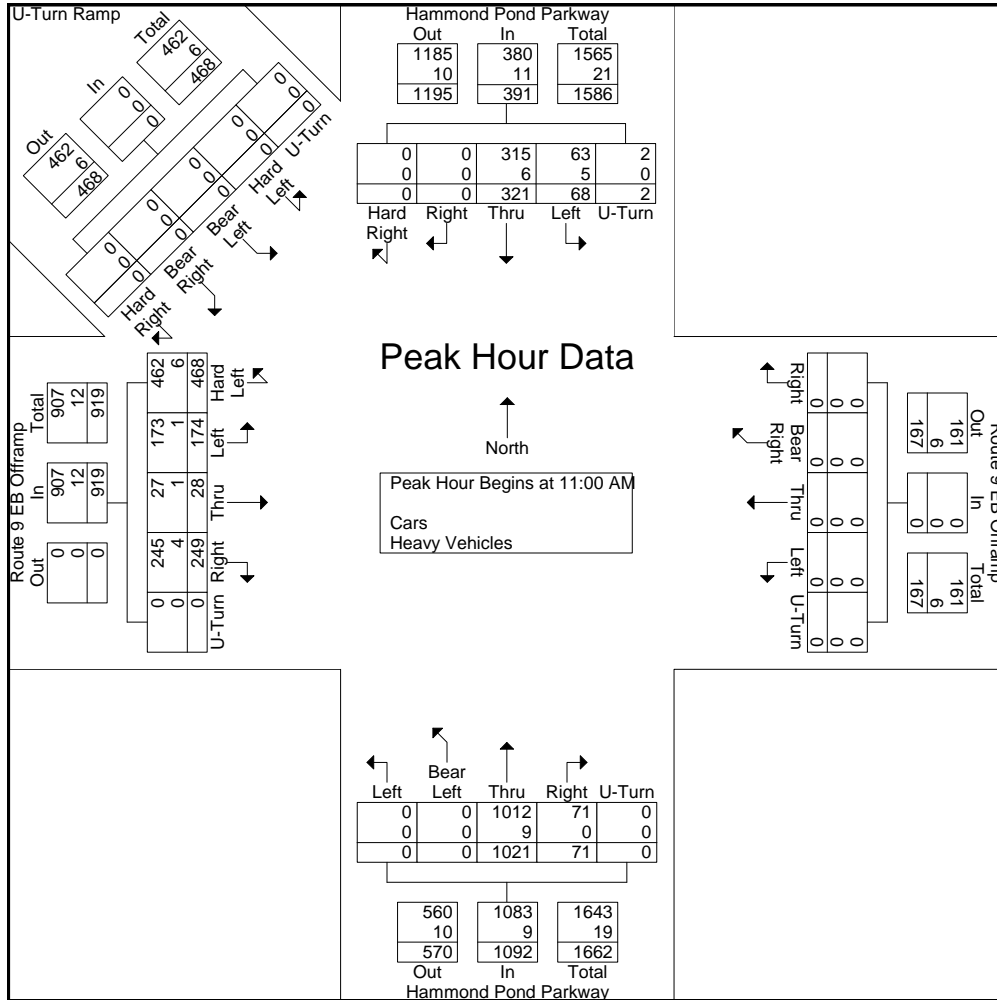 U-Turn Ramp
Total
462
6
468
In
0
0
0
Out
462
6
468
0 0 0 0
0 0 0 0
0 0 0 0
Hard Right
Bear Right
Bear Left
Hard Left
U-Turn
Hammond Pond Parkway
Out In Total
1185 380 1565
10 11 21
1195 391 1586
0 0 315 63 2
0 0 6 5 0
0 0 321 68 2
Hard Right
Right
Thru
Left
U-Turn
Peak Hour Data
North
Peak Hour Begins at 11:00 AM
Cars
Heavy Vehicles
Route 9 EB Offramp
Out In Total
0 907 907
0 12 12
0 919 919
462 6 468
Hard Left
173 1 174
Left
27 1 28
Thru
245 4 249
Right
0 0 0
U-Turn
Right
0 0 0
Bear Right
0 0 0
Thru
0 0 0
Left
0 0 0
U-Turn
0 0 0
Route 9 EB Offramp
Out In Total
161 0 161
6 0 6
167 0 167
Left
Bear Left
Thru
Right
U-Turn
0 0 1012 71 0
0 0 9 0 0
0 0 1021 71 0
560 1083 1643
10 9 19
570 1092 1662
Out In Total
Hammond Pond Parkway